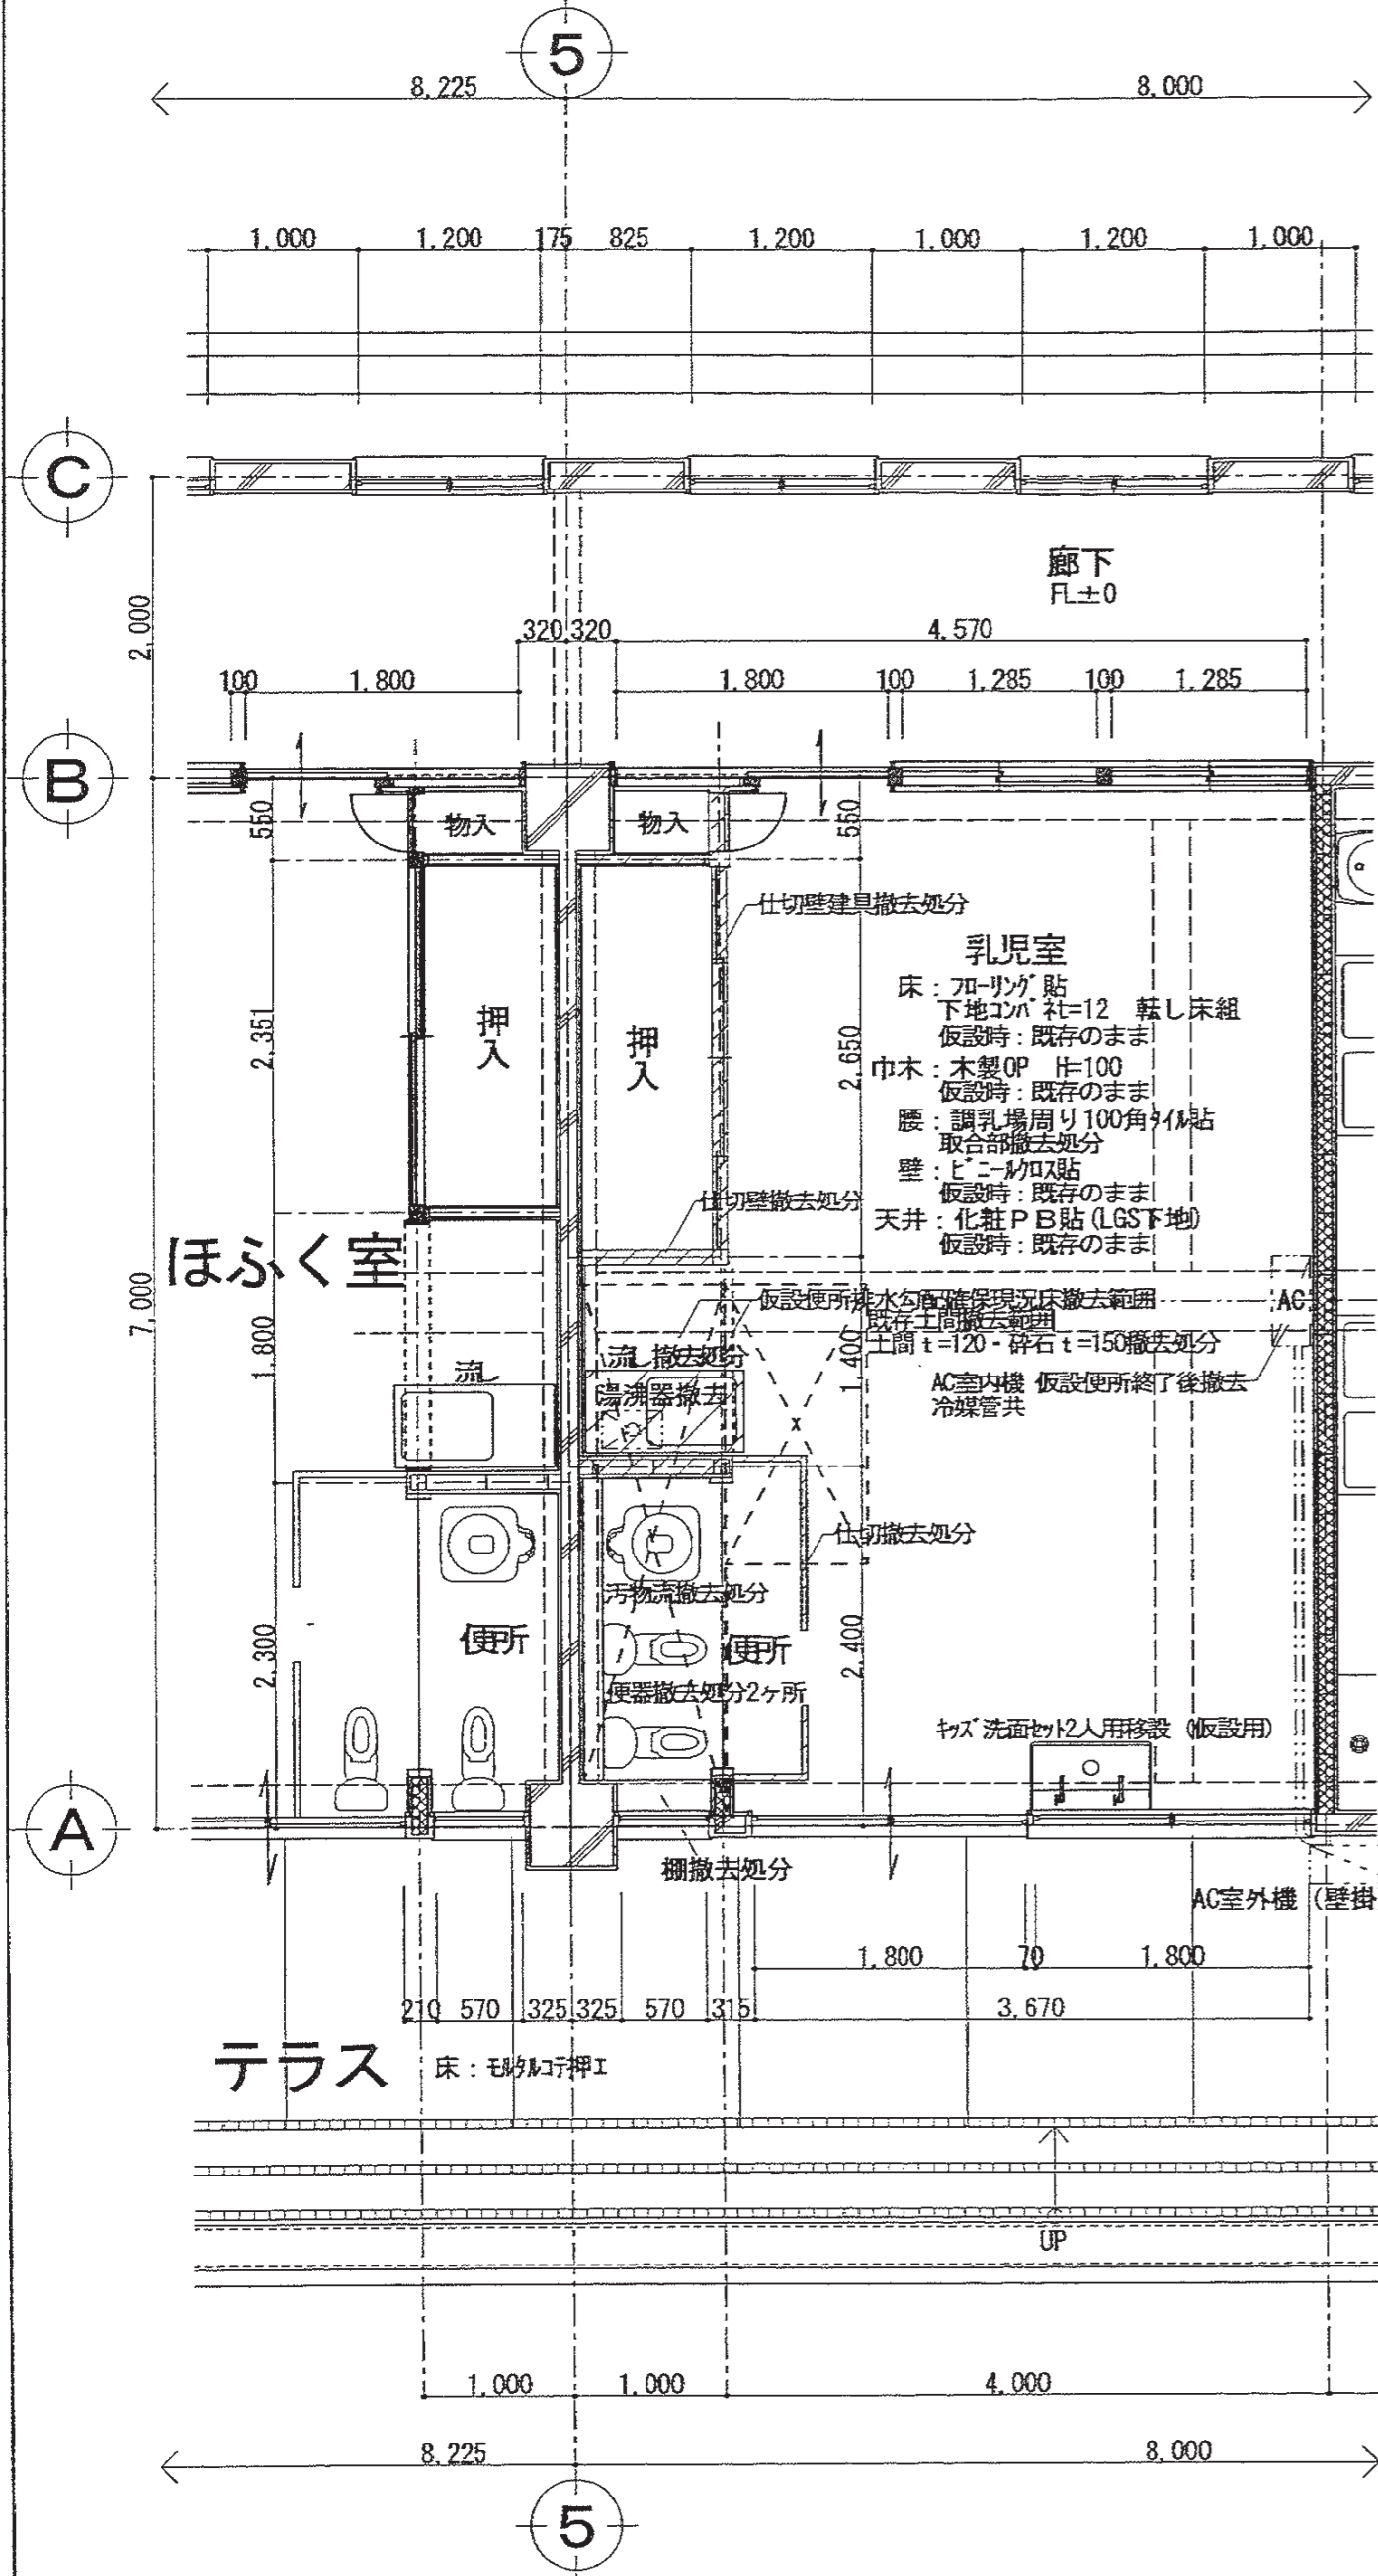 5
8,225
8,000
1,000
1,200
175
825
1,200
1,000
1,200
1,000
C
廊下
FL±0
2,000
320
320
4,570
100
1,800
1,800
100
1,285
100
1,285
B
550
物入
物入
550
仕切壁建具撤去処分
乳児室
床：フローリング貼
下地コンパネt=12 転し床組
仮設時：既存のまま
押入
押入
2,351
2,650
巾木：木製OP H=100
仮設時：既存のまま
腰：調乳場周り100角タイル貼
取合部撤去処分
壁：ビニールクロス貼
仮設時：既存のまま
仕切壁撤去処分
天井：化粧ＰＢ貼(LGS下地)
仮設時：既存のまま
ほふく室
7,000
仮設便所排水勾配確保現況床撤去範囲
既存土間撤去範囲
土間t=120・砕石t=150撤去処分
AC
1,800
1,400
流し
流し撤去処分
湯沸器撤去
AC室内機 仮設便所終了後撤去
冷媒管共
x
仕切撤去処分
汚物流撤去処分
2,300
便所
便所
2,400
便器撤去処分2ヶ所
キッズ洗面セット2人用移設（仮設用）
A
棚撤去処分
AC室外機（壁掛
1,800
70
1,800
210
570
325
325
570
315
3,670
テラス
床：モルタルコテ押エ
UP
1,000
1,000
4,000
8,225
8,000
5